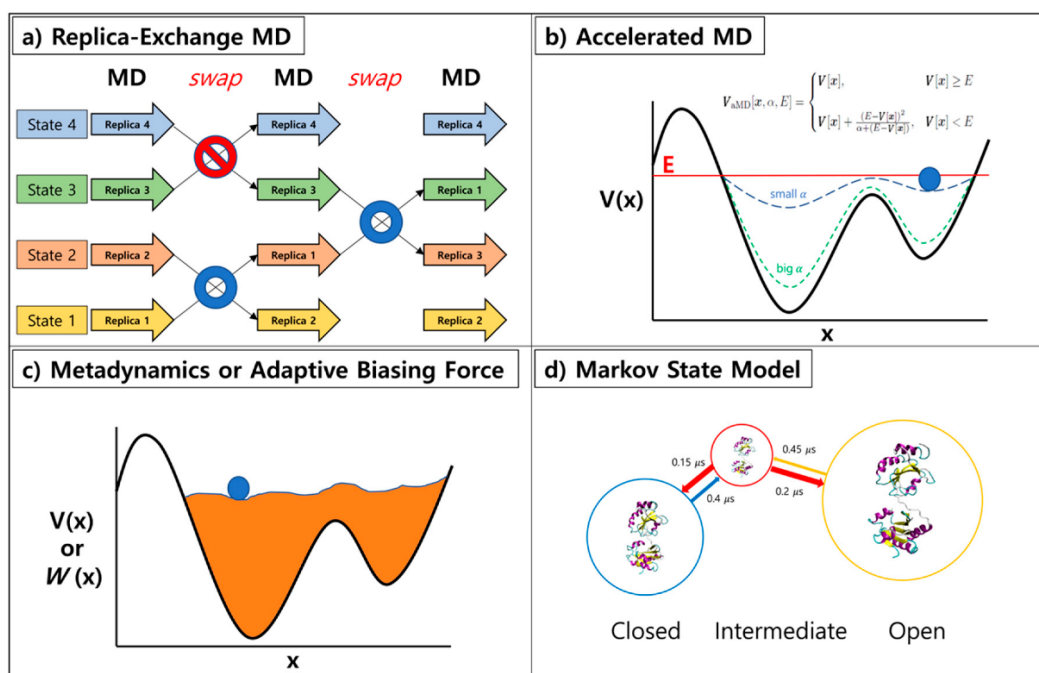 a) Replica-Exchange MD
MD swap MD swap MD
State 4 Replica 4 Replica 4 Replica 4
State 3 Replica 3 Replica 3 Replica 1
State 2 Replica 2 Replica 1 Replica 3
State 1 Replica 1 Replica 2 Replica 2
b) Accelerated MD
V[x], V[x] ≥ E
V_aMD[x, α, E] = {
V[x] + (E−V[x])² / α+(E−V[x]), V[x] < E
E
V(x)
small α
big α
x
c) Metadynamics or Adaptive Biasing Force
V(x)
or
W (x)
x
d) Markov State Model
0.15 μs
0.45 μs
0.4 μs
0.2 μs
Closed Intermediate Open